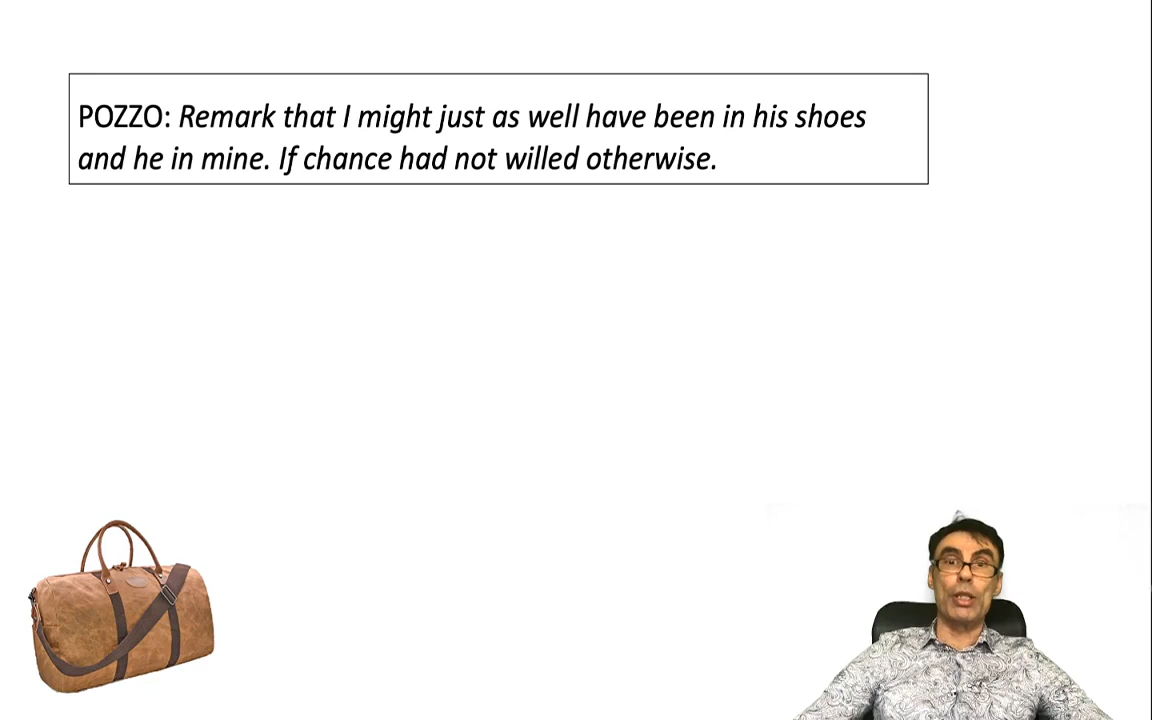 POZZO: Remark that I might just as well have been in his shoes
and he in mine. If chance had not willed otherwise.